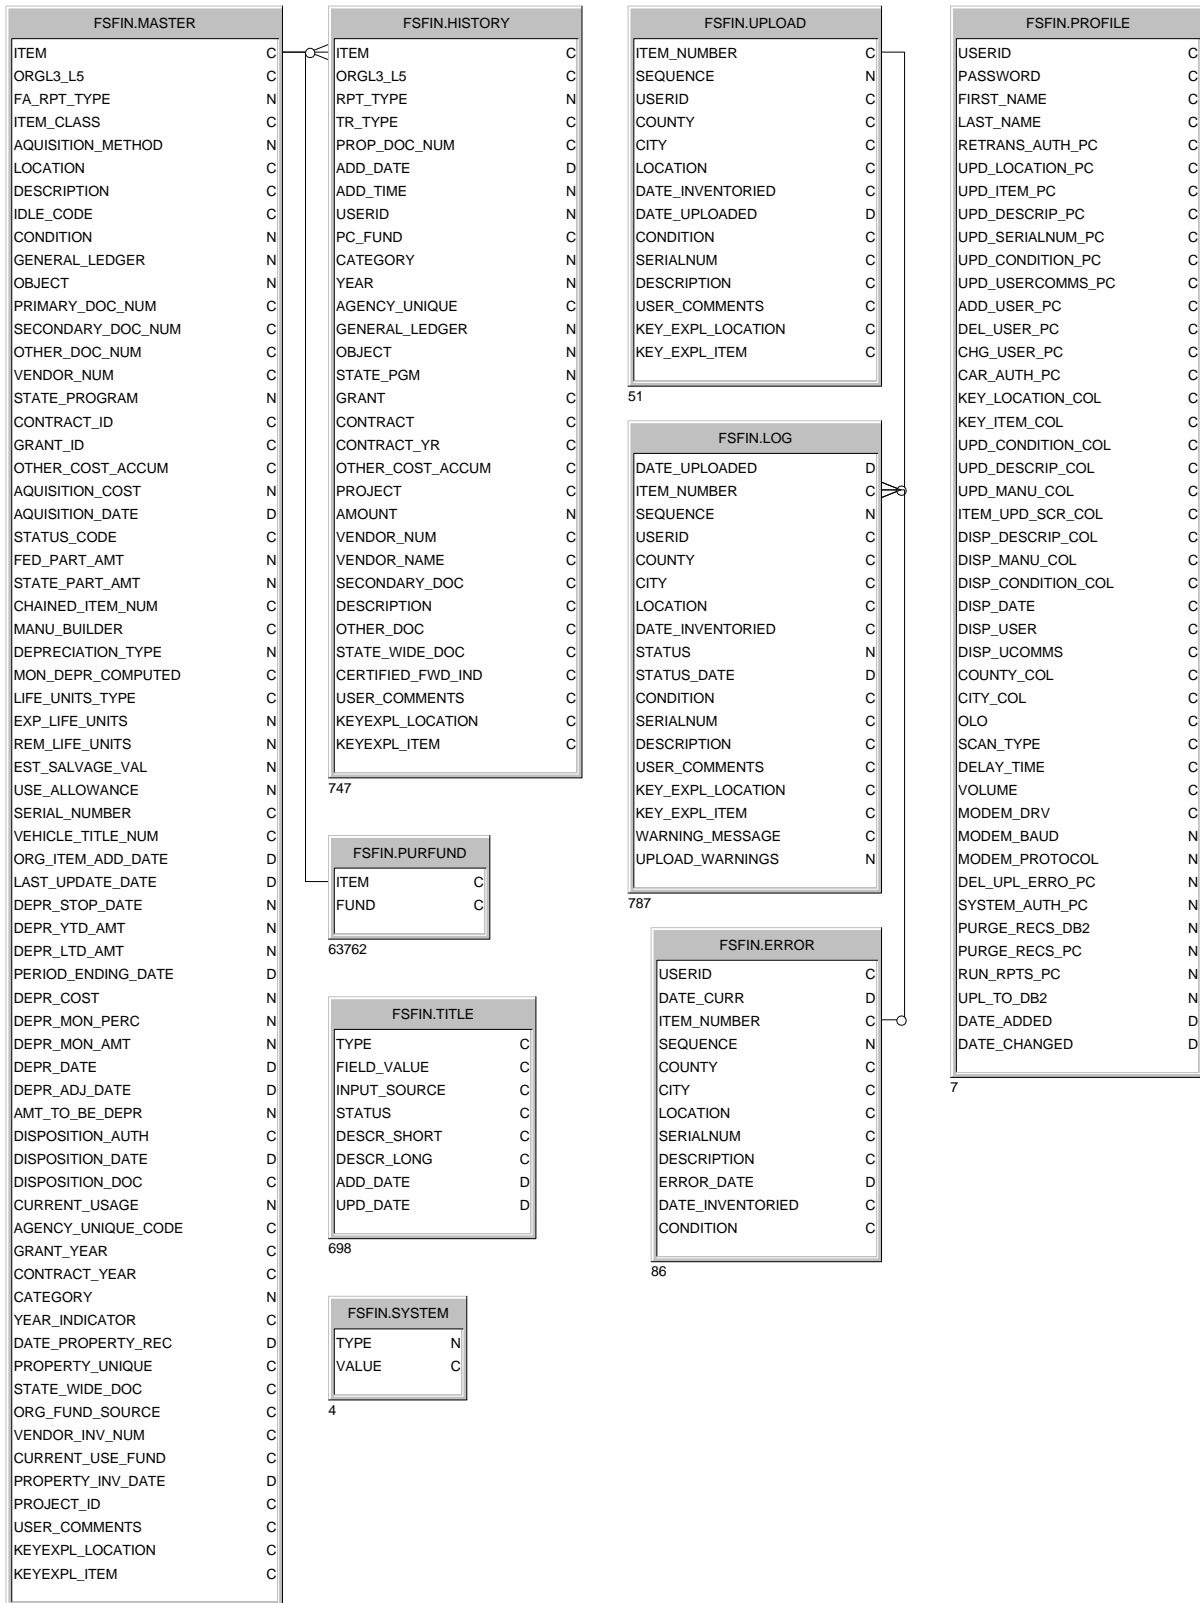 FSFIN.MASTER
ITEM C
ORGL3_L5 C
FA_RPT_TYPE N
ITEM_CLASS C
AQUISITION_METHOD N
LOCATION C
DESCRIPTION C
IDLE_CODE C
CONDITION N
GENERAL_LEDGER N
OBJECT N
PRIMARY_DOC_NUM C
SECONDARY_DOC_NUM C
OTHER_DOC_NUM C
VENDOR_NUM C
STATE_PROGRAM N
CONTRACT_ID C
GRANT_ID C
OTHER_COST_ACCUM C
AQUISITION_COST N
AQUISITION_DATE D
STATUS_CODE C
FED_PART_AMT N
STATE_PART_AMT N
CHAINED_ITEM_NUM C
MANU_BUILDER C
DEPRECIATION_TYPE N
MON_DEPR_COMPUTED C
LIFE_UNITS_TYPE C
EXP_LIFE_UNITS N
REM_LIFE_UNITS N
EST_SALVAGE_VAL N
USE_ALLOWANCE N
SERIAL_NUMBER C
VEHICLE_TITLE_NUM C
ORG_ITEM_ADD_DATE D
LAST_UPDATE_DATE D
DEPR_STOP_DATE N
DEPR_YTD_AMT N
DEPR_LTD_AMT N
PERIOD_ENDING_DATE D
DEPR_COST N
DEPR_MON_PERC N
DEPR_MON_AMT N
DEPR_DATE D
DEPR_ADJ_DATE D
AMT_TO_BE_DEPR N
DISPOSITION_AUTH C
DISPOSITION_DATE D
DISPOSITION_DOC C
CURRENT_USAGE N
AGENCY_UNIQUE_CODE C
GRANT_YEAR C
CONTRACT_YEAR C
CATEGORY N
YEAR_INDICATOR C
DATE_PROPERTY_REC D
PROPERTY_UNIQUE C
STATE_WIDE_DOC C
ORG_FUND_SOURCE C
VENDOR_INV_NUM C
CURRENT_USE_FUND C
PROPERTY_INV_DATE D
PROJECT_ID C
USER_COMMENTS C
KEYEXPL_LOCATION C
KEYEXPL_ITEM C
FSFIN.HISTORY
ITEM C
ORGL3_L5 C
RPT_TYPE N
TR_TYPE C
PROP_DOC_NUM C
ADD_DATE D
ADD_TIME N
USERID N
PC_FUND C
CATEGORY N
YEAR N
AGENCY_UNIQUE C
GENERAL_LEDGER N
OBJECT N
STATE_PGM N
GRANT C
CONTRACT C
CONTRACT_YR C
OTHER_COST_ACCUM C
PROJECT C
AMOUNT N
VENDOR_NUM C
VENDOR_NAME C
SECONDARY_DOC C
DESCRIPTION C
OTHER_DOC C
STATE_WIDE_DOC C
CERTIFIED_FWD_IND C
USER_COMMENTS C
KEYEXPL_LOCATION C
KEYEXPL_ITEM C
747
FSFIN.PURFUND
ITEM C
FUND C
63762
FSFIN.TITLE
TYPE C
FIELD_VALUE C
INPUT_SOURCE C
STATUS C
DESCR_SHORT C
DESCR_LONG C
ADD_DATE D
UPD_DATE D
698
FSFIN.SYSTEM
TYPE N
VALUE C
4
FSFIN.UPLOAD
ITEM_NUMBER C
SEQUENCE N
USERID C
COUNTY C
CITY C
LOCATION C
DATE_INVENTORIED C
DATE_UPLOADED D
CONDITION C
SERIALNUM C
DESCRIPTION C
USER_COMMENTS C
KEY_EXPL_LOCATION C
KEY_EXPL_ITEM C
51
FSFIN.LOG
DATE_UPLOADED D
ITEM_NUMBER C
SEQUENCE N
USERID C
COUNTY C
CITY C
LOCATION C
DATE_INVENTORIED C
STATUS N
STATUS_DATE D
CONDITION C
SERIALNUM C
DESCRIPTION C
USER_COMMENTS C
KEY_EXPL_LOCATION C
KEY_EXPL_ITEM C
WARNING_MESSAGE C
UPLOAD_WARNINGS N
787
FSFIN.ERROR
USERID C
DATE_CURR D
ITEM_NUMBER C
SEQUENCE N
COUNTY C
CITY C
LOCATION C
SERIALNUM C
DESCRIPTION C
ERROR_DATE D
DATE_INVENTORIED C
CONDITION C
86
FSFIN.PROFILE
USERID C
PASSWORD C
FIRST_NAME C
LAST_NAME C
RETRANS_AUTH_PC C
UPD_LOCATION_PC C
UPD_ITEM_PC C
UPD_DESCRIP_PC C
UPD_SERIALNUM_PC C
UPD_CONDITION_PC C
UPD_USERCOMMS_PC C
ADD_USER_PC C
DEL_USER_PC C
CHG_USER_PC C
CAR_AUTH_PC C
KEY_LOCATION_COL C
KEY_ITEM_COL C
UPD_CONDITION_COL C
UPD_DESCRIP_COL C
UPD_MANU_COL C
ITEM_UPD_SCR_COL C
DISP_DESCRIP_COL C
DISP_MANU_COL C
DISP_CONDITION_COL C
DISP_DATE C
DISP_USER C
DISP_UCOMMS C
COUNTY_COL C
CITY_COL C
OLO C
SCAN_TYPE C
DELAY_TIME C
VOLUME C
MODEM_DRV C
MODEM_BAUD N
MODEM_PROTOCOL N
DEL_UPL_ERRO_PC N
SYSTEM_AUTH_PC N
PURGE_RECS_DB2 N
PURGE_RECS_PC N
RUN_RPTS_PC N
UPL_TO_DB2 N
DATE_ADDED D
DATE_CHANGED D
7